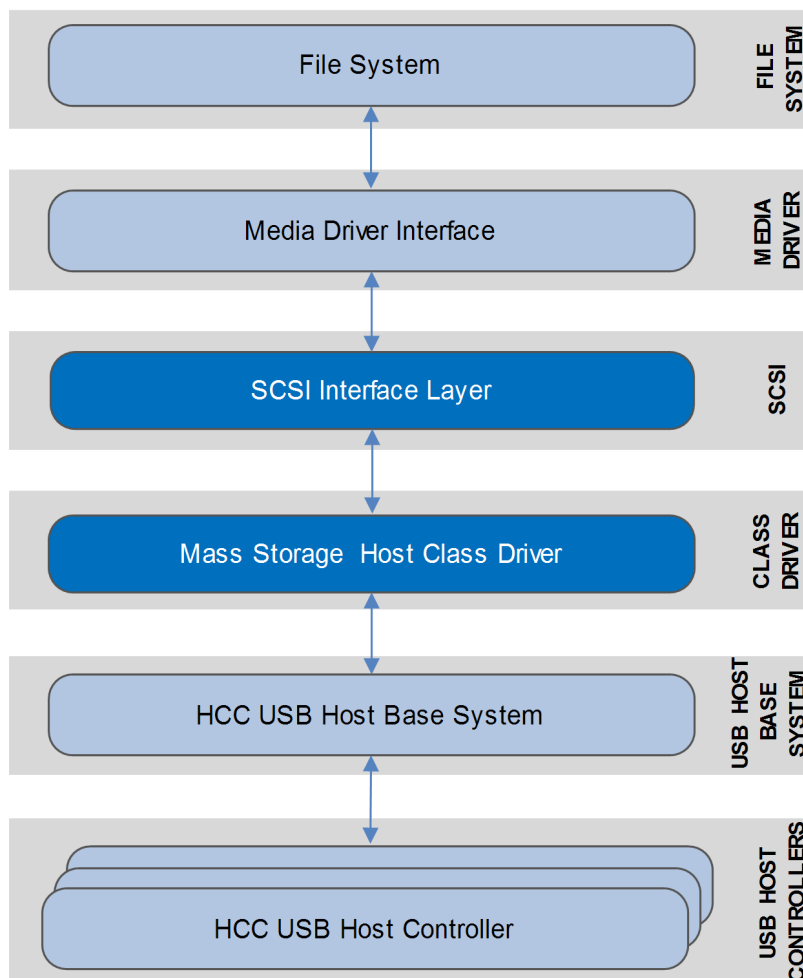 File System
FILE
SYSTEM
Media Driver Interface
MEDIA
DRIVER
SCSI Interface Layer
SCSI
Mass Storage Host Class Driver
CLASS
DRIVER
HCC USB Host Base System
USB HOST
BASE
SYSTEM
HCC USB Host Controller
USB HOST
CONTROLLERS